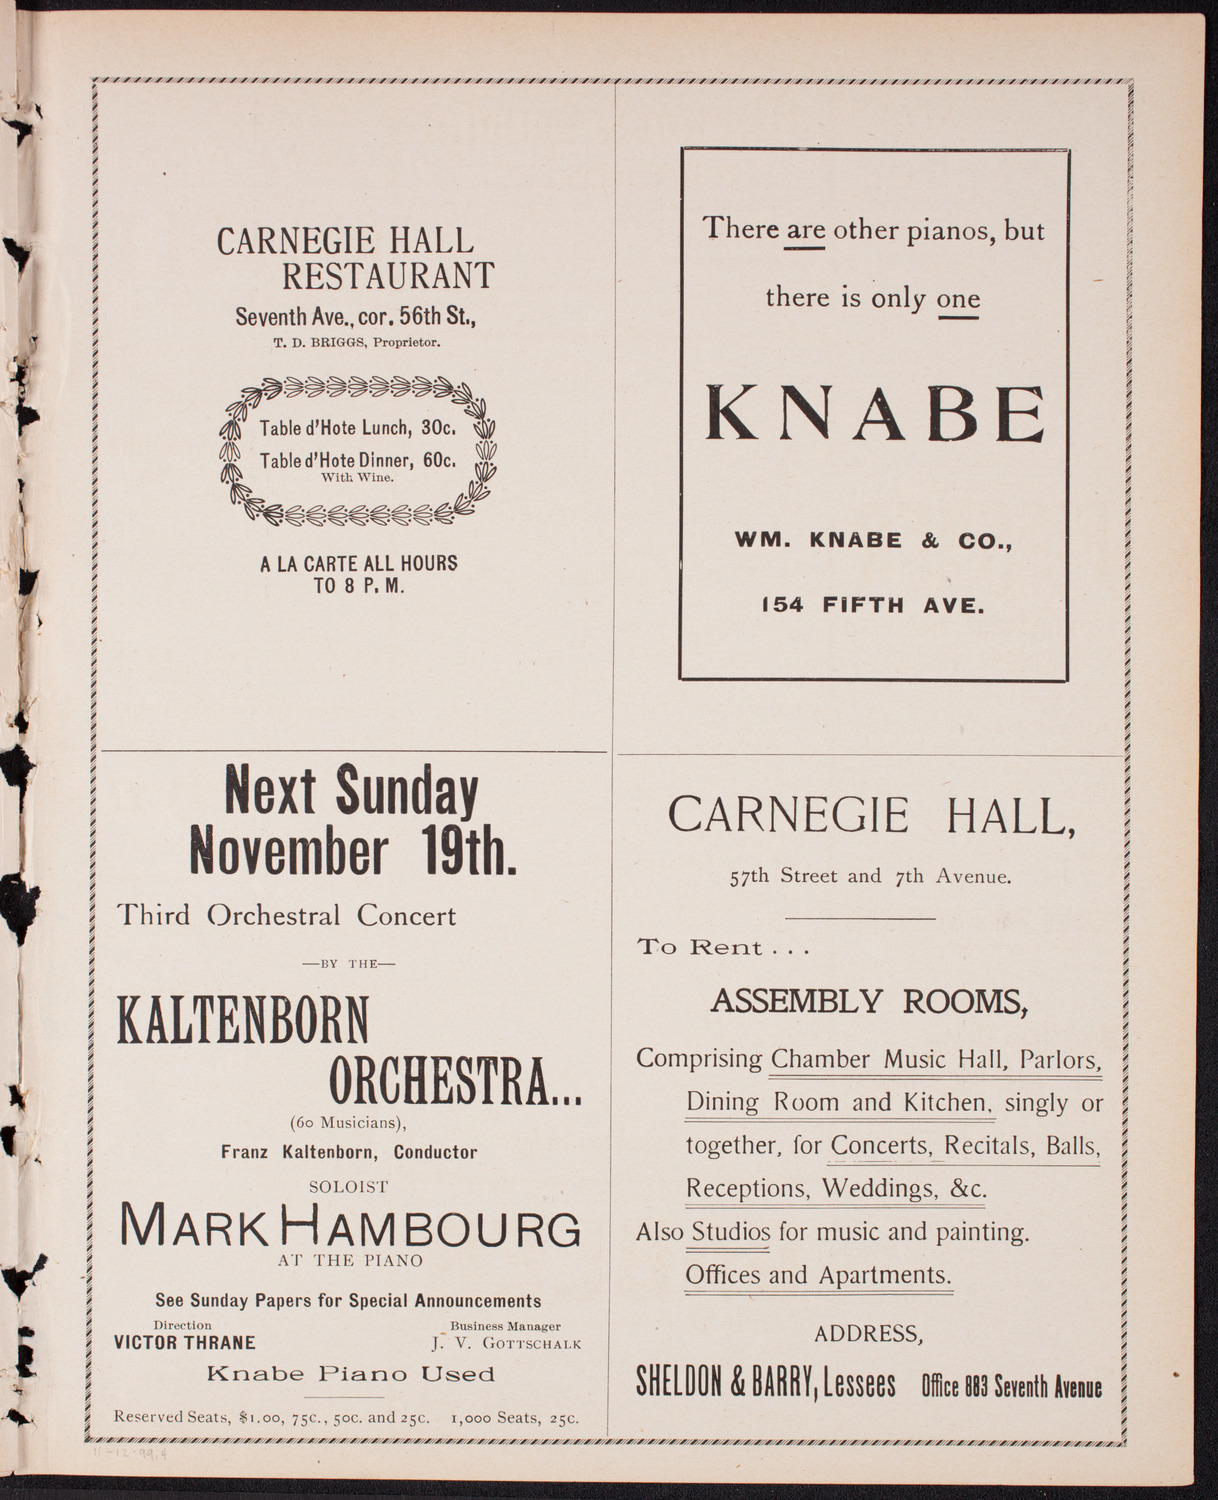 CARNEGIE HALL
RESTAURANT
Seventh Ave., cor. 56th St.,
T. D. BRIGGS, Proprietor.
Table d'Hote Lunch, 30c.
Table d'Hote Dinner, 60c.
With Wine.
A LA CARTE ALL HOURS
TO 8 P. M.
There are other pianos, but
there is only one
KNABE
WM. KNABE & CO.,
154 FIFTH AVE.
Next Sunday
November 19th.
Third Orchestral Concert
—BY THE—
KALTENBORN
ORCHESTRA...
(60 Musicians),
Franz Kaltenborn, Conductor
SOLOIST
MARK HAMBOURG
AT THE PIANO
See Sunday Papers for Special Announcements
Direction Business Manager
VICTOR THRANE J. V. GOTTSCHALK
Knabe Piano Used
Reserved Seats, $1.00, 75c., 50c. and 25c. 1,000 Seats, 25c.
CARNEGIE HALL,
57th Street and 7th Avenue.
To Rent . . .
ASSEMBLY ROOMS,
Comprising Chamber Music Hall, Parlors,
Dining Room and Kitchen, singly or
together, for Concerts, Recitals, Balls,
Receptions, Weddings, &c.
Also Studios for music and painting.
Offices and Apartments.
ADDRESS,
SHELDON & BARRY, Lessees Office 883 Seventh Avenue
11-12-99.4